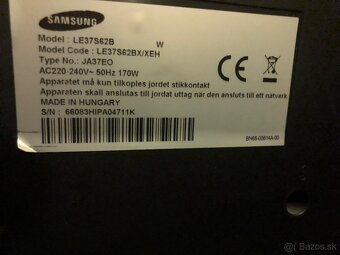 SAMSUNG
Model : LE37S62B W
Model Code : LE37S62BX/XEH
Type No.: JA37EO
AC220-240V~ 50Hz 170W
Apparatet må kun tilkoples jordet stikkontakt
Apparaten skall anslutas till jordat uttag när den ansluts till ett nätverk
MADE IN HUNGARY
S/N : 66083HIPA04711K
BN68-00614A-00
© Bazos.sk